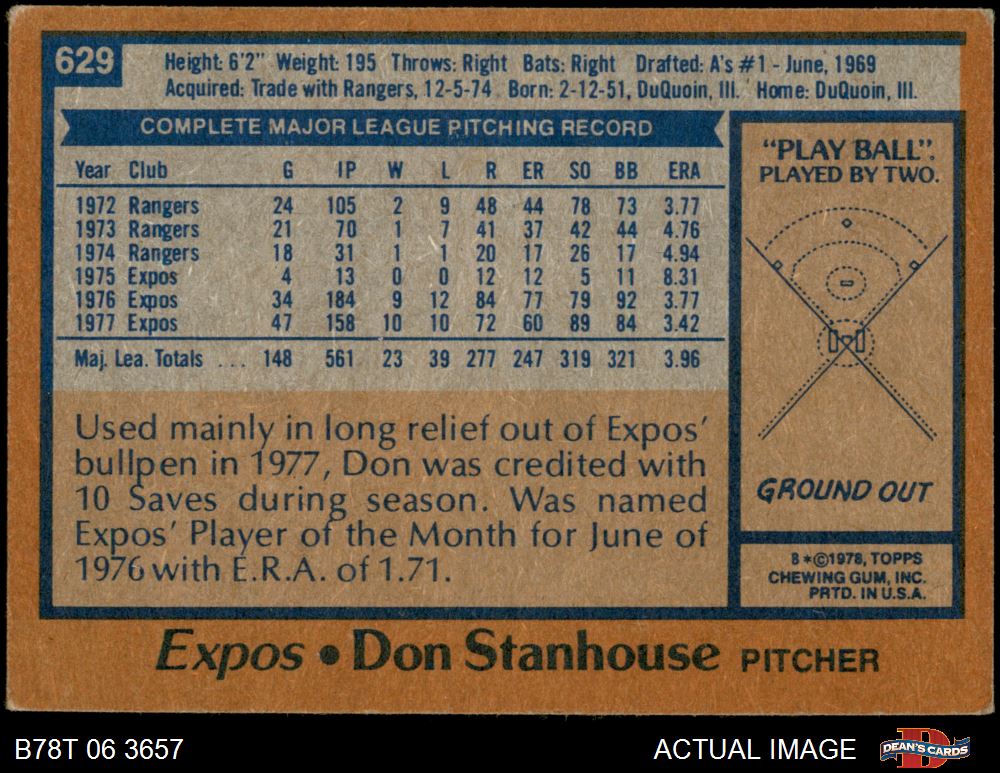 629
Height: 6'2" Weight: 195 Throws: Right Bats: Right Drafted: A's #1 - June, 1969
Acquired: Trade with Rangers, 12-5-74 Born: 2-12-51, DuQuoin, Ill. Home: DuQuoin, Ill.
COMPLETE MAJOR LEAGUE PITCHING RECORD
Year Club G IP W L R ER SO BB ERA
1972 Rangers 24 105 2 9 48 44 78 73 3.77
1973 Rangers 21 70 1 7 41 37 42 44 4.76
1974 Rangers 18 31 1 1 20 17 26 17 4.94
1975 Expos 4 13 0 0 12 12 5 11 8.31
1976 Expos 34 184 9 12 84 77 79 92 3.77
1977 Expos 47 158 10 10 72 60 89 84 3.42
Maj. Lea. Totals ... 148 561 23 39 277 247 319 321 3.96
Used mainly in long relief out of Expos'
bullpen in 1977, Don was credited with
10 Saves during season. Was named
Expos' Player of the Month for June of
1976 with E.R.A. of 1.71.
"PLAY BALL".
PLAYED BY TWO.
GROUND OUT
8*©1978, TOPPS
CHEWING GUM, INC.
PRTD. IN U.S.A.
Expos • Don Stanhouse PITCHER
B78T 06 3657
ACTUAL IMAGE
DEAN'S CARDS